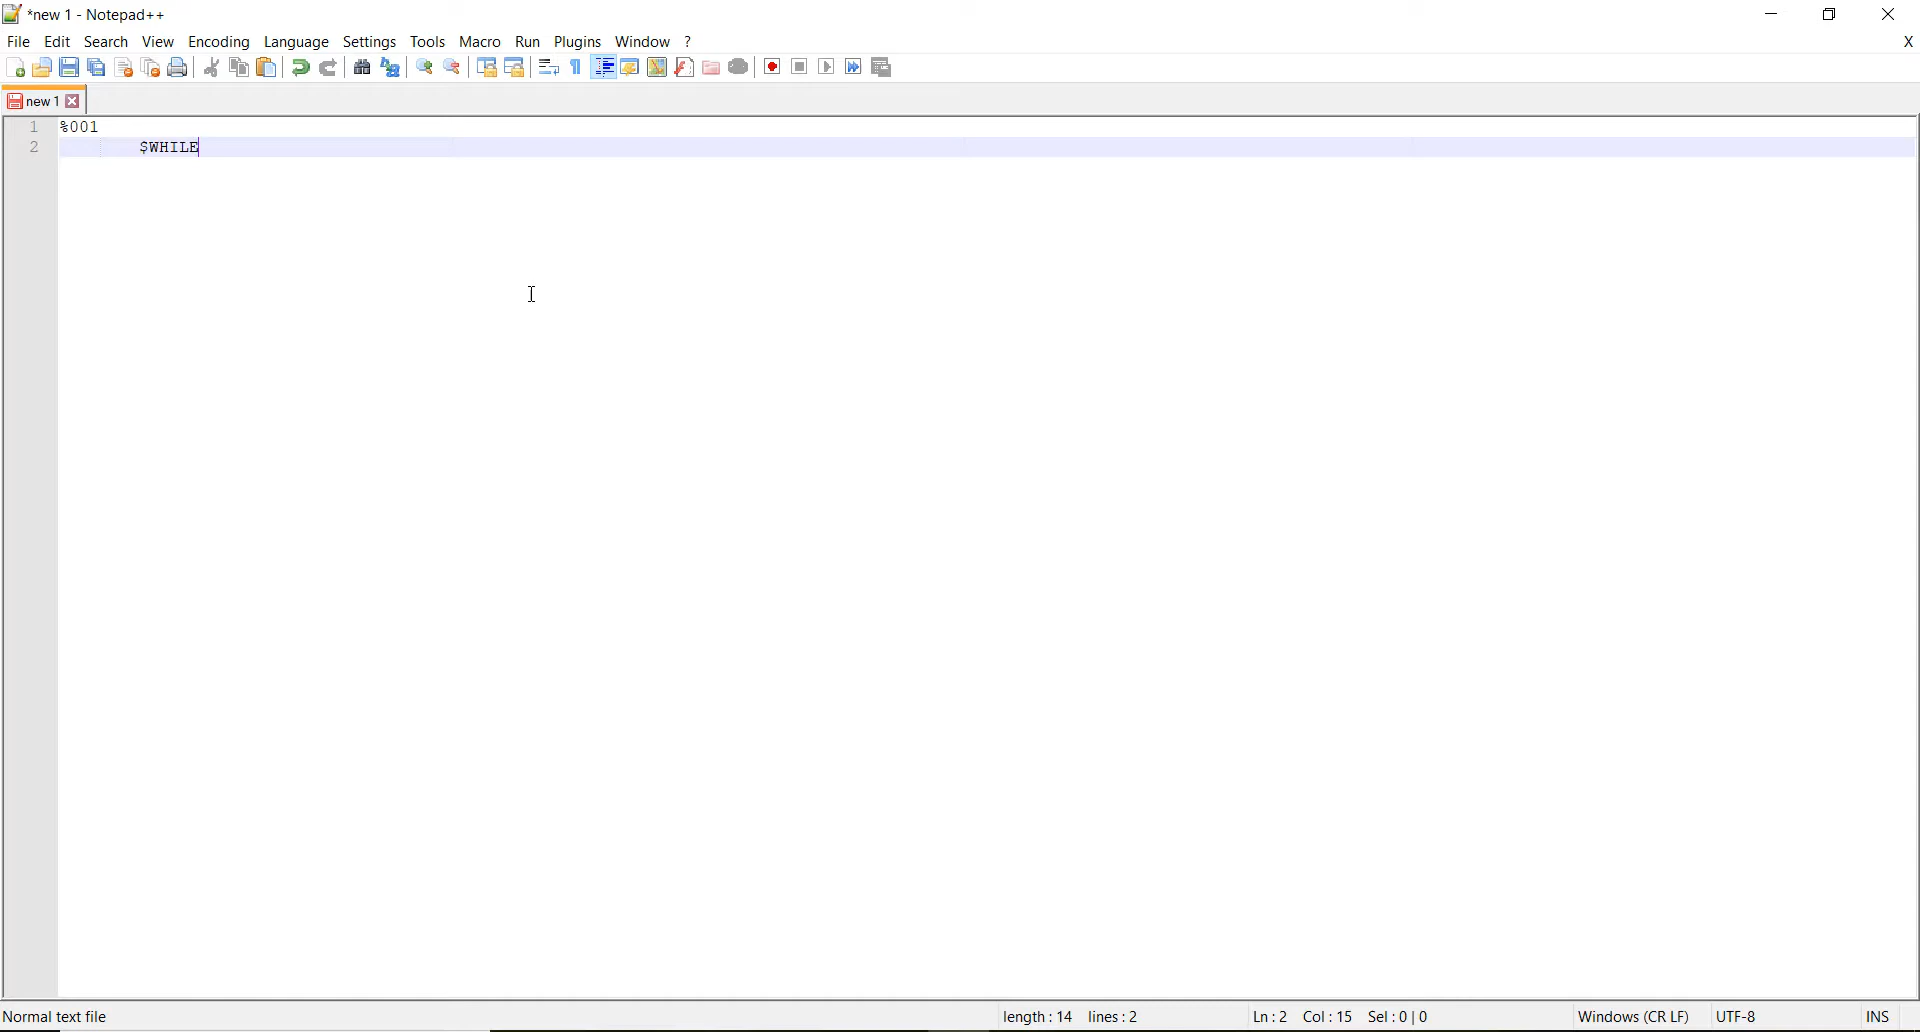 *new 1 - Notepad++
File Edit Search View Encoding Language Settings Tools Macro Run Plugins Window ? X
new 1
1 %001
2 $WHILE
Normal text file length : 14 lines : 2 Ln : 2 Col : 15 Sel : 0 | 0 Windows (CR LF) UTF-8 INS